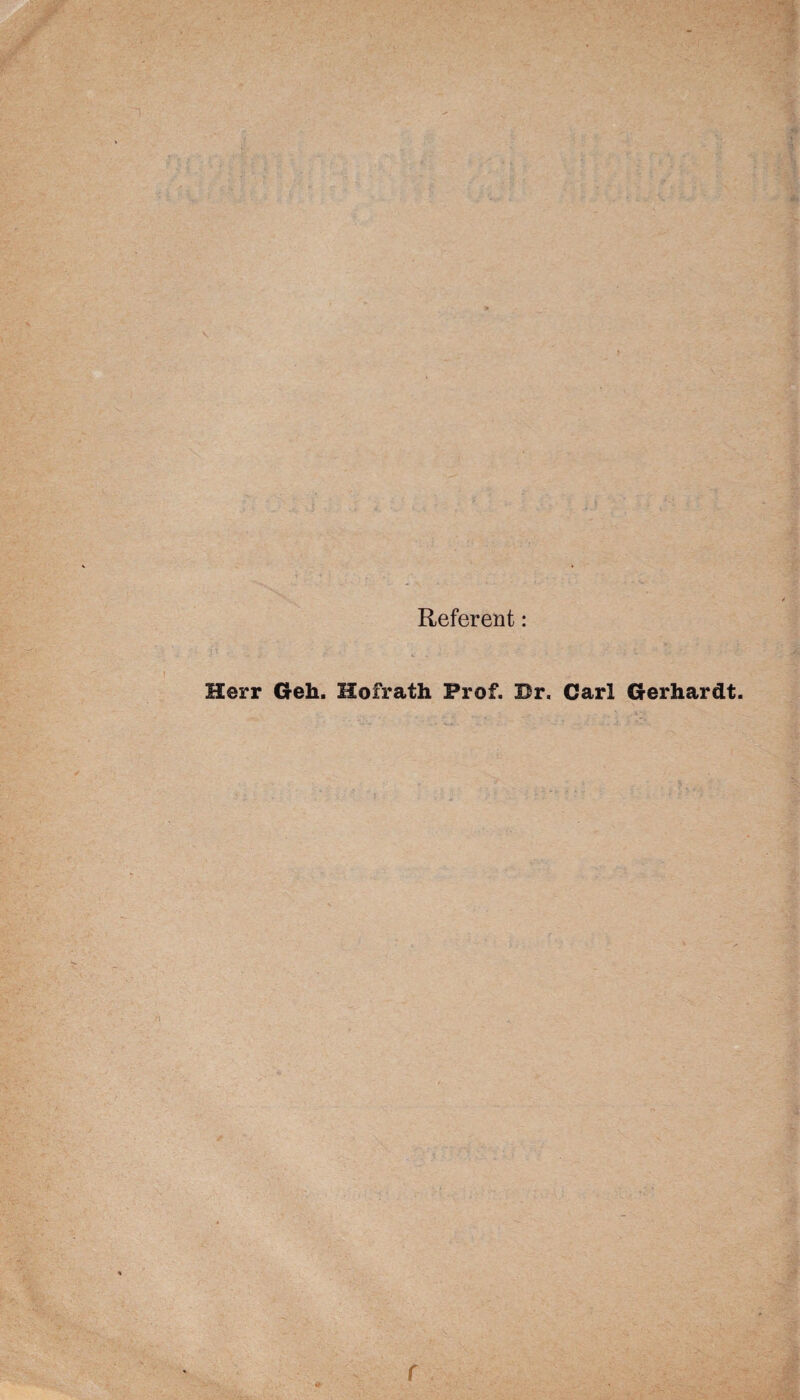 Referent:
Herr Geh. Hofrath Prof. Dr. Carl Gerhardt.